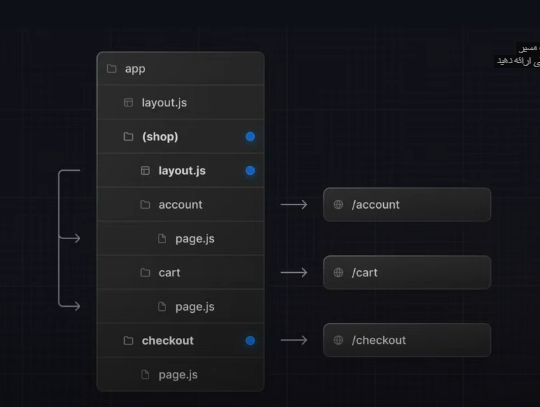 مسیر
ی ارائه دهید
app
layout.js
(shop)
layout.js
account
/account
page.js
cart
/cart
page.js
checkout
/checkout
page.js